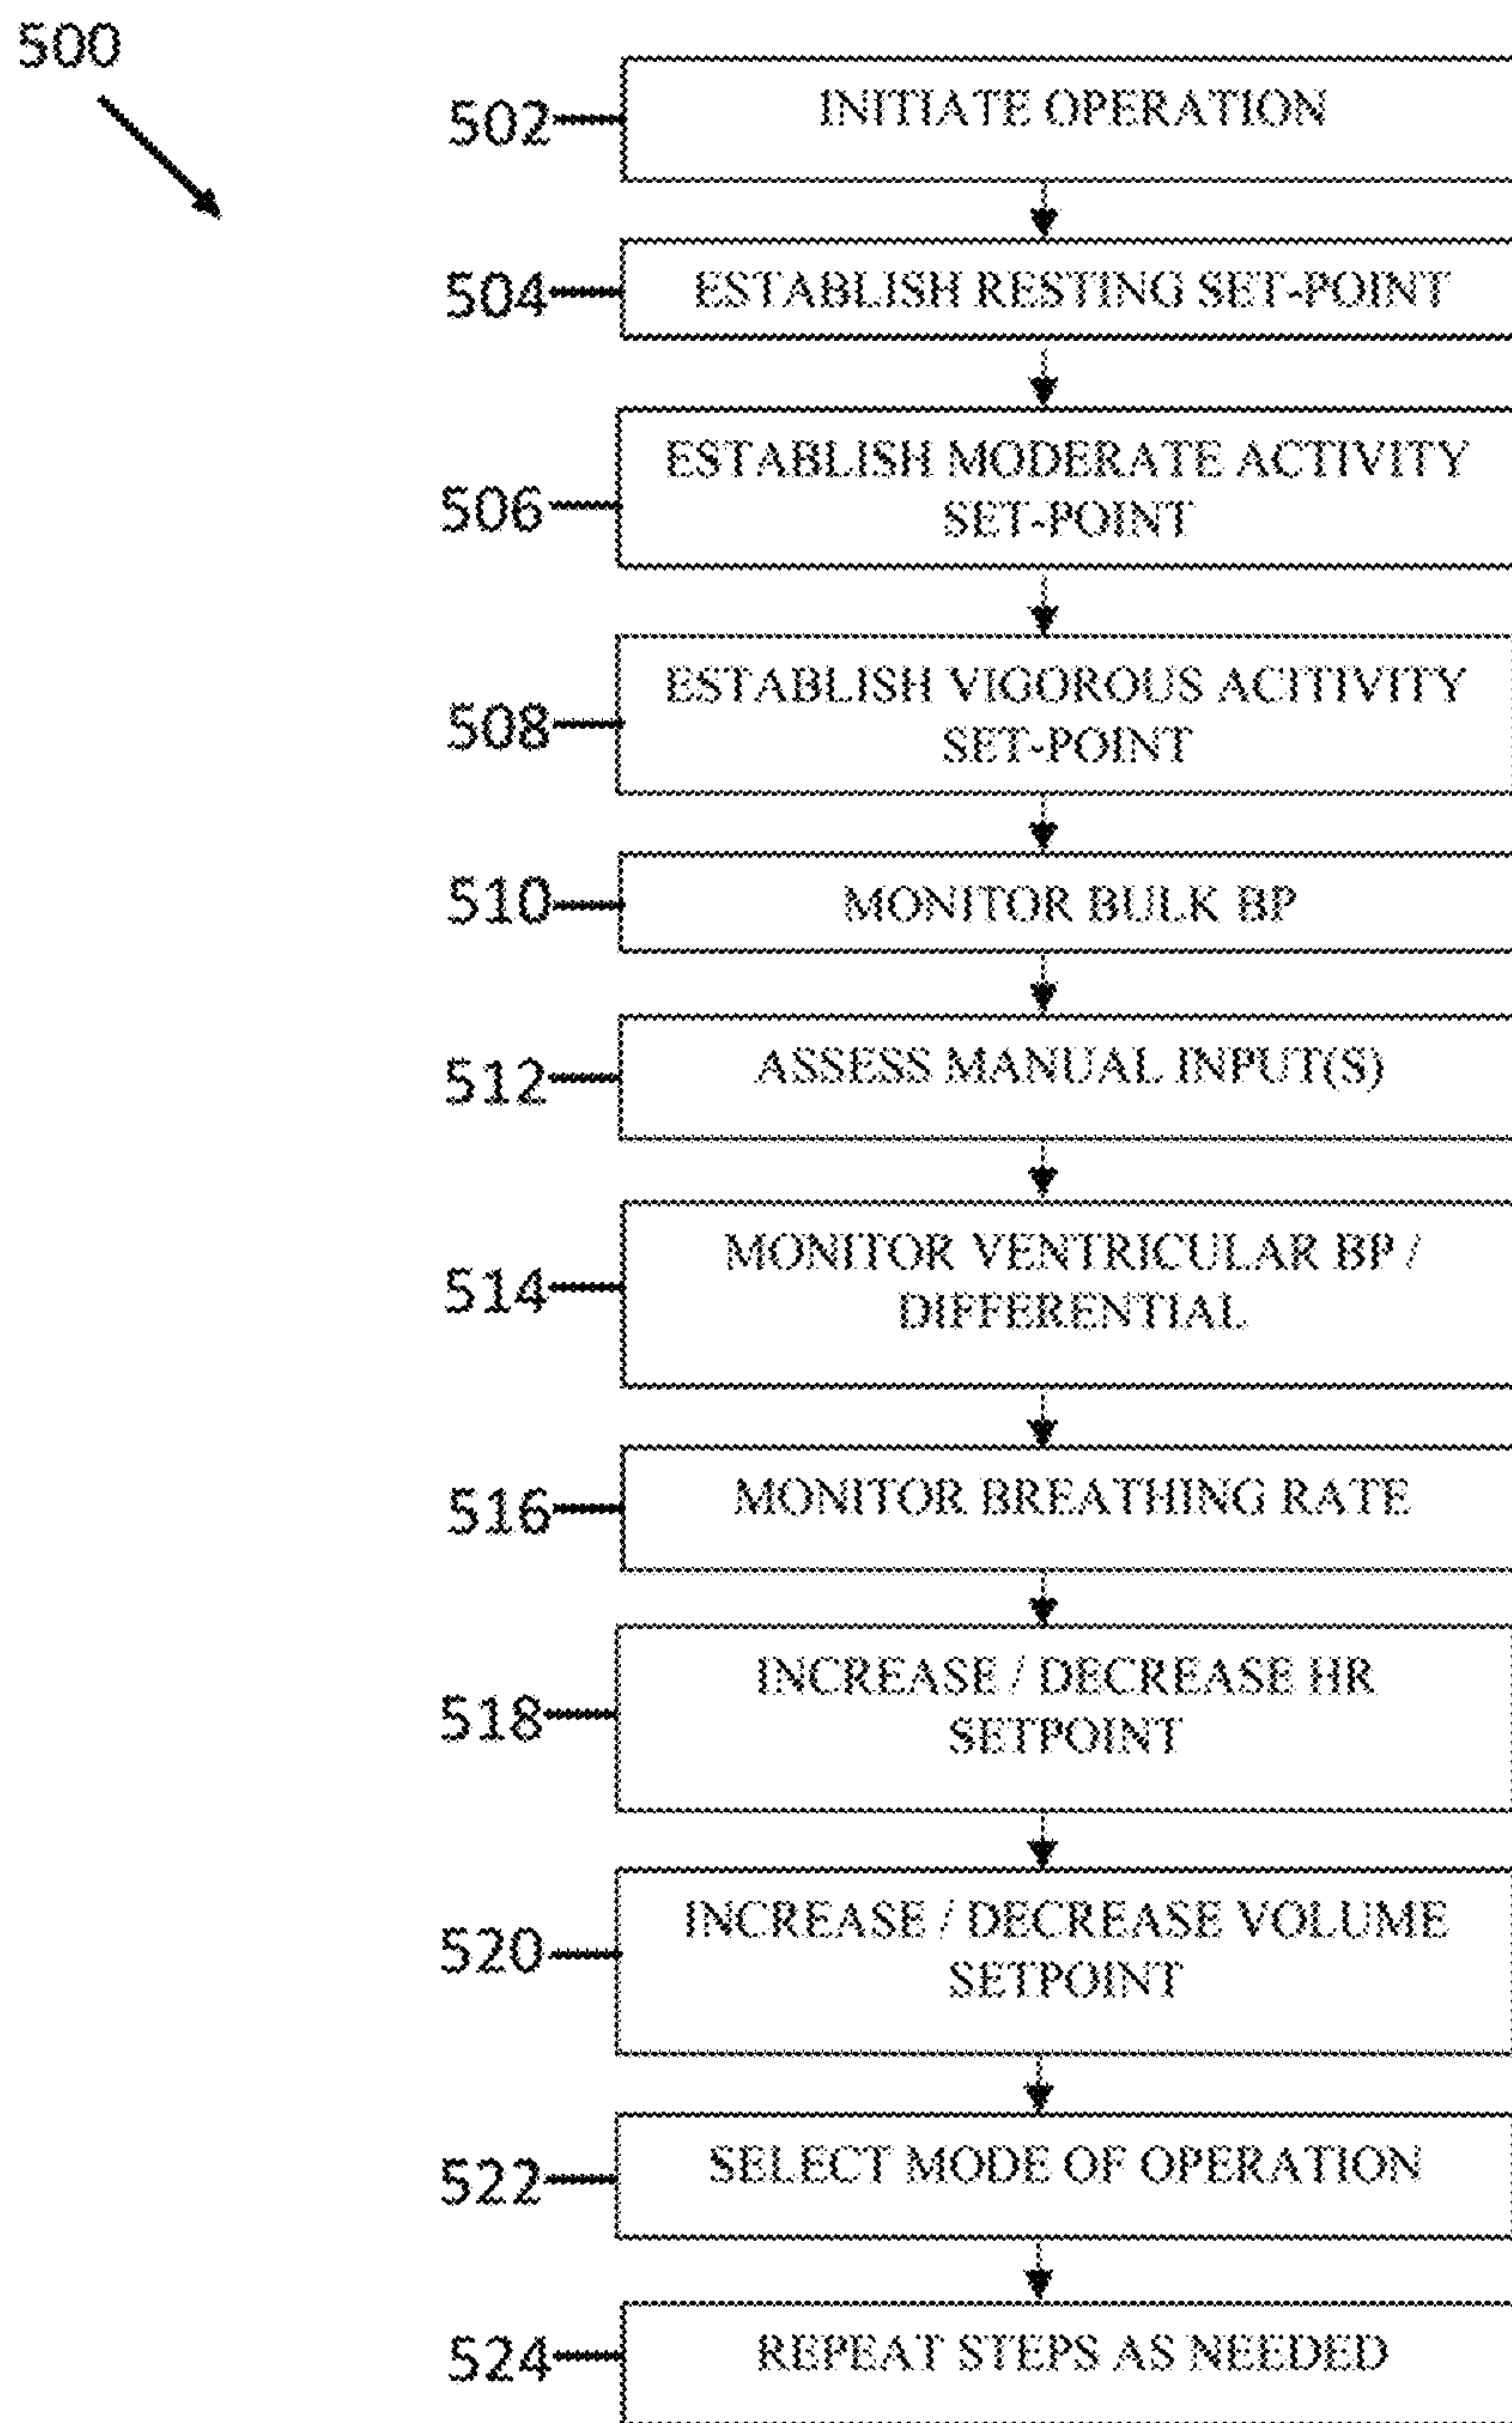 500
502 INITIATE OPERATION
504 ESTABLISH RESTING SET-POINT
506 ESTABLISH MODERATE ACTIVITY
SET-POINT
508 ESTABLISH VIGOROUS ACITIVITY
SET-POINT
510 MONITOR BULK BP
512 ASSESS MANUAL INPUT(S)
514 MONITOR VENTRICULAR BP /
DIFFERENTIAL
516 MONITOR BREATHING RATE
518 INCREASE / DECREASE HR
SETPOINT
520 INCREASE / DECREASE VOLUME
SETPOINT
522 SELECT MODE OF OPERATION
524 REPEAT STEPS AS NEEDED